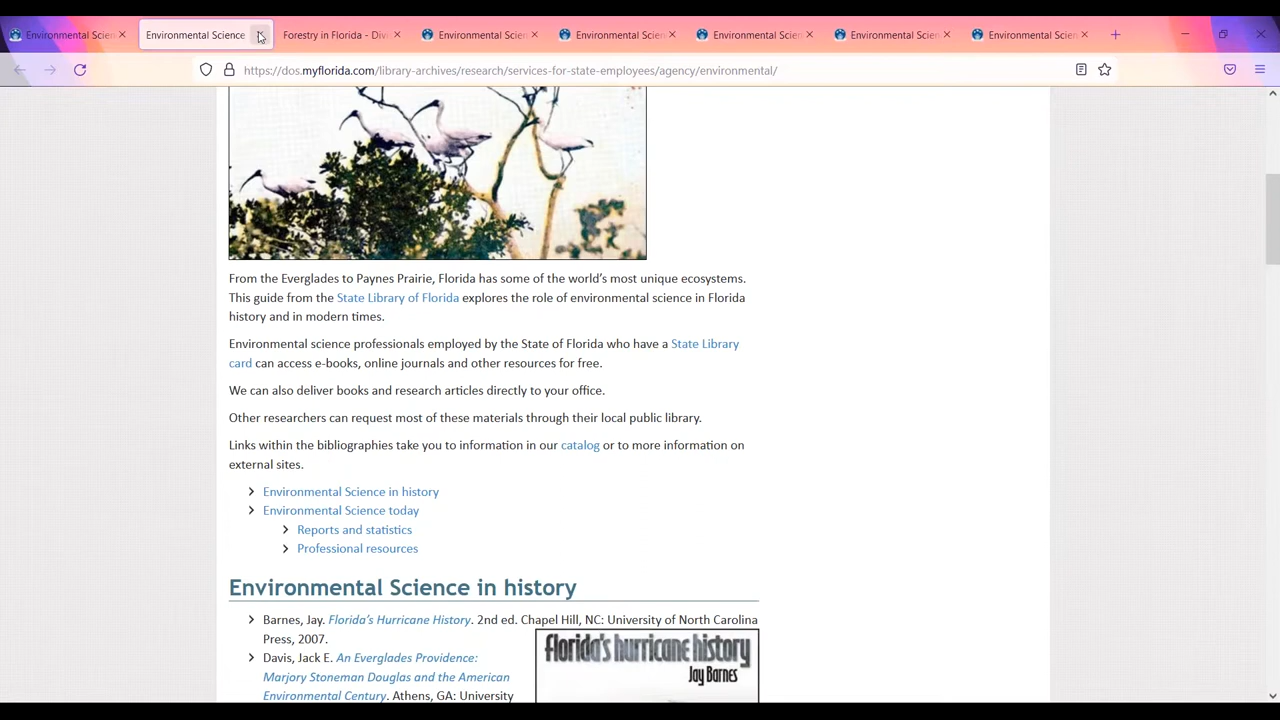 Environmental Scien
Environmental Science
Forestry in Florida - Div
Environmental Scien
Environmental Scien
Environmental Scien
Environmental Scien
Environmental Scien
https://dos.myflorida.com/library-archives/research/services-for-state-employees/agency/environmental/
From the Everglades to Paynes Prairie, Florida has some of the world's most unique ecosystems.
This guide from the State Library of Florida explores the role of environmental science in Florida
history and in modern times.
Environmental science professionals employed by the State of Florida who have a State Library
card can access e-books, online journals and other resources for free.
We can also deliver books and research articles directly to your office.
Other researchers can request most of these materials through their local public library.
Links within the bibliographies take you to information in our catalog or to more information on
external sites.
Environmental Science in history
Environmental Science today
Reports and statistics
Professional resources
Environmental Science in history
Barnes, Jay. Florida's Hurricane History. 2nd ed. Chapel Hill, NC: University of North Carolina
Press, 2007.
Davis, Jack E. An Everglades Providence:
Marjory Stoneman Douglas and the American
Environmental Century. Athens, GA: University
florida's hurricane history
Jay Barnes